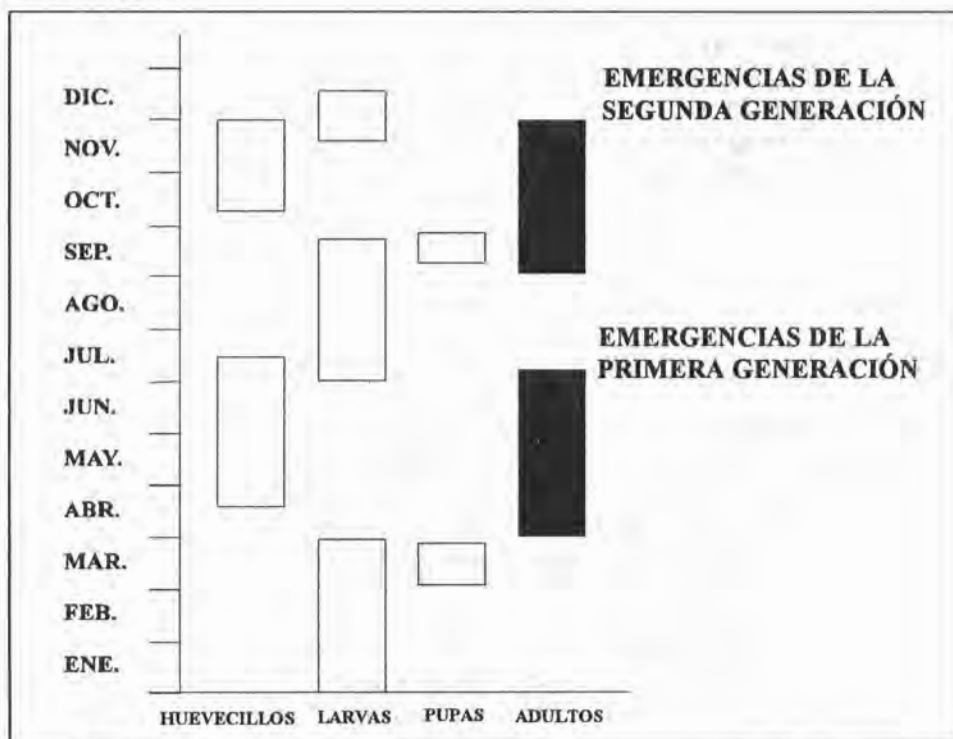 EMERGENCIAS DE LA
SEGUNDA GENERACIÓN
DIC.
NOV.
OCT.
SEP.
AGO.
EMERGENCIAS DE LA
PRIMERA GENERACIÓN
JUL.
JUN.
MAY.
ABR.
MAR.
FEB.
ENE.
HUEVECILLOS LARVAS PUPAS ADULTOS